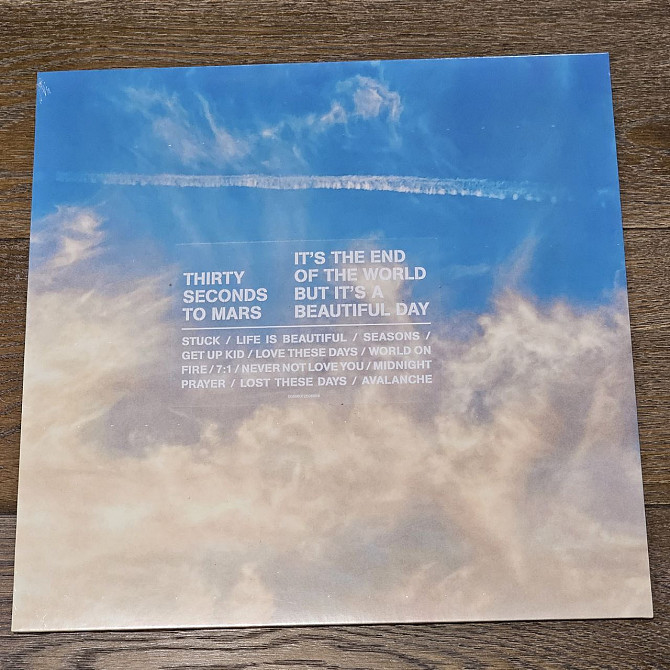 THIRTY
SECONDS
TO MARS
IT'S THE END
OF THE WORLD
BUT IT'S A
BEAUTIFUL DAY
STUCK / LIFE IS BEAUTIFUL / SEASONS /
GET UP KID / LOVE THESE DAYS / WORLD ON
FIRE / 7:1 / NEVER NOT LOVE YOU / MIDNIGHT
PRAYER / LOST THESE DAYS / AVALANCHE